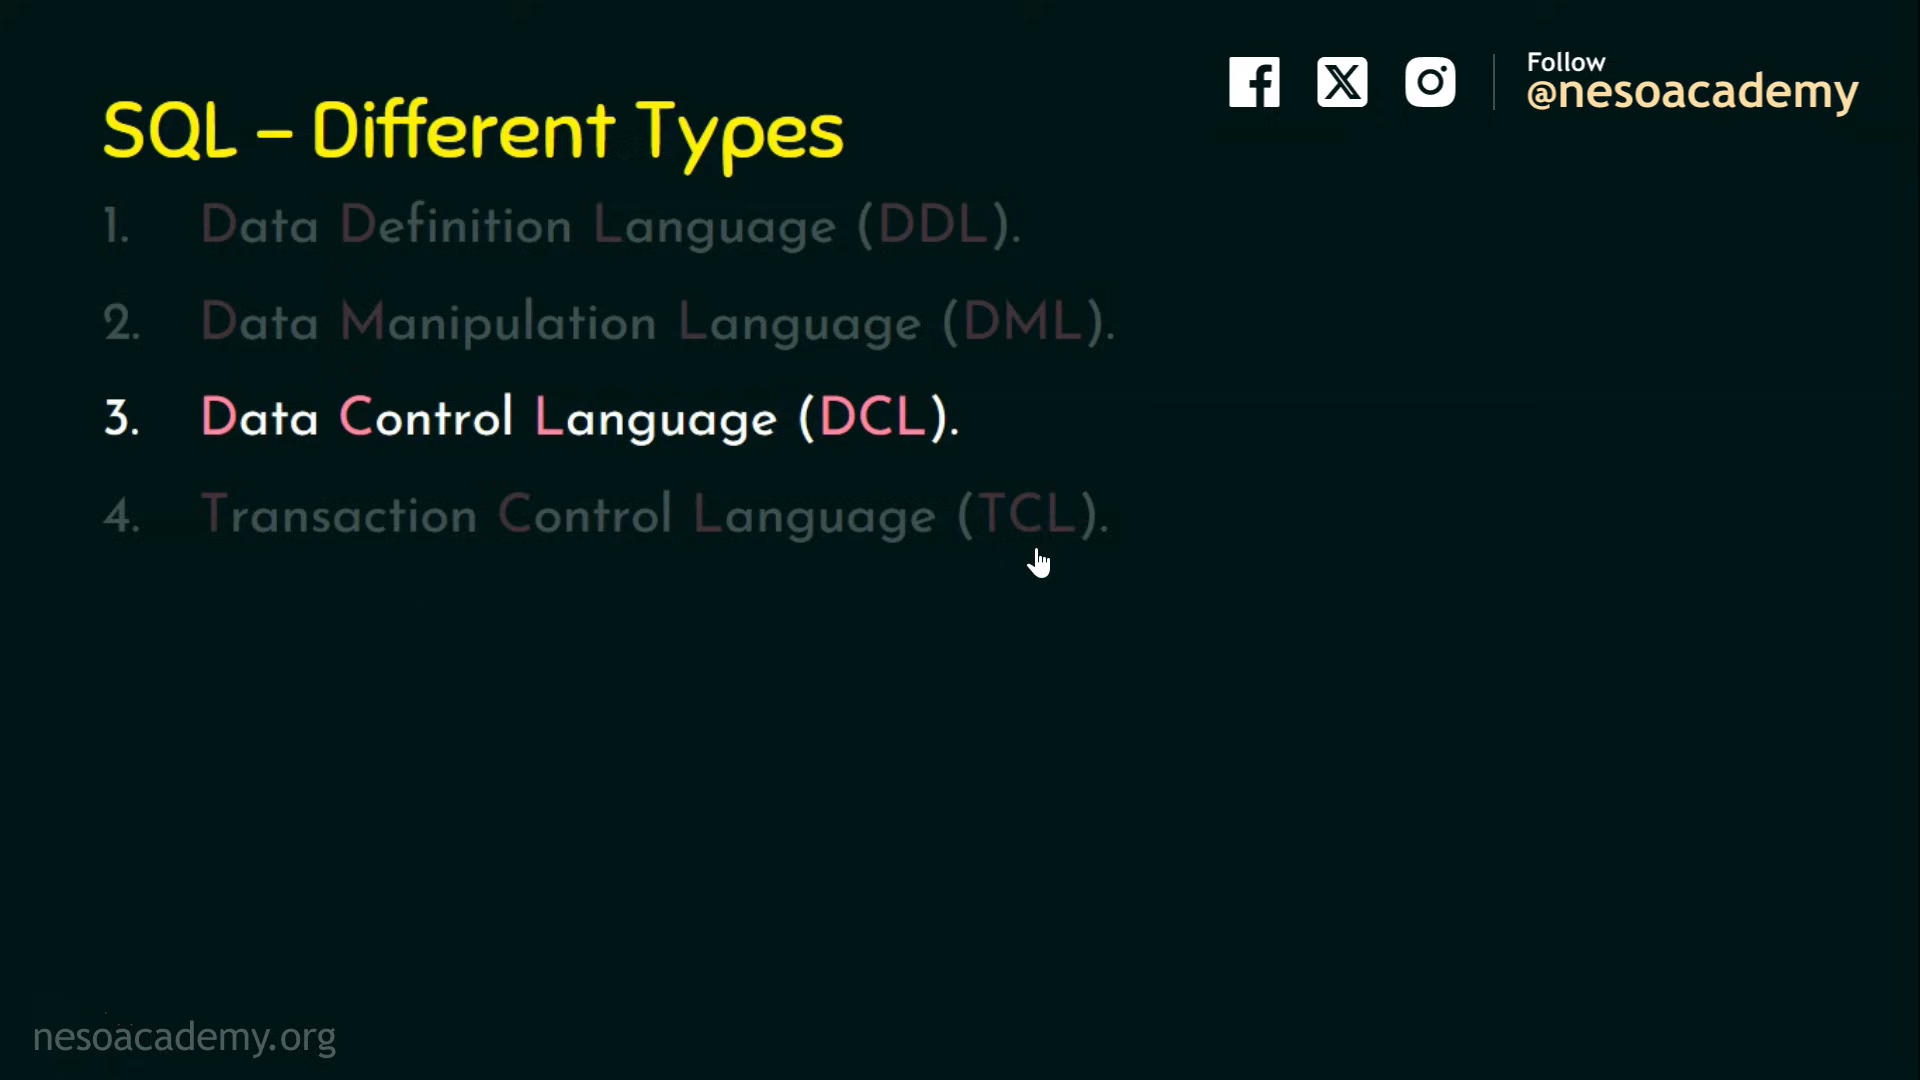 Follow
@nesoacademy
SQL – Different Types
1. Data Definition Language (DDL).
2. Data Manipulation Language (DML).
3. Data Control Language (DCL).
4. Transaction Control Language (TCL).
nesoacademy.org